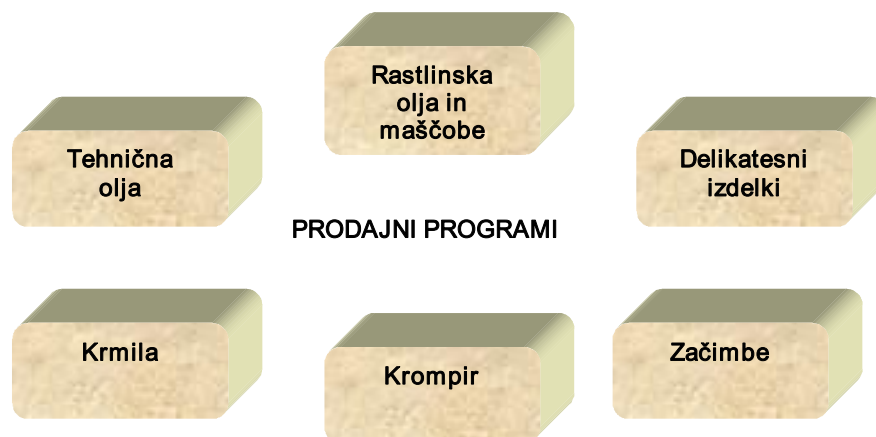 Rastlinska
olja in
maščobe
Tehnična
olja
Delikatesni
izdelki
PRODAJNI PROGRAMI
Krmila
Krompir
Začimbe